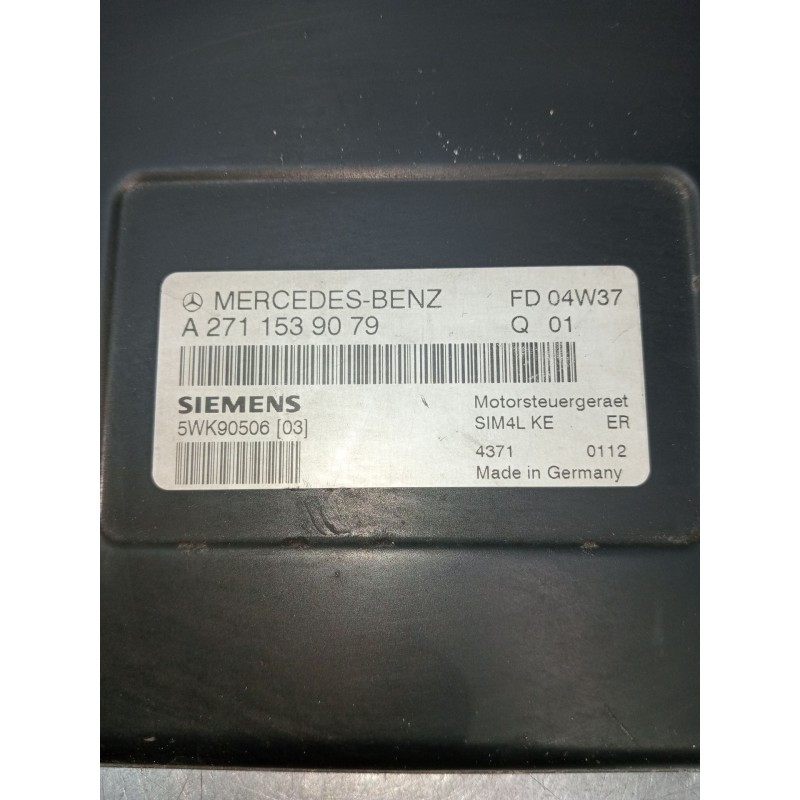 MERCEDES-BENZ FD 04W37
A 271 153 90 79 Q 01
SIEMENS Motorsteuergeraet
5WK90506 [03] SIM4L KE ER
4371 0112
Made in Germany